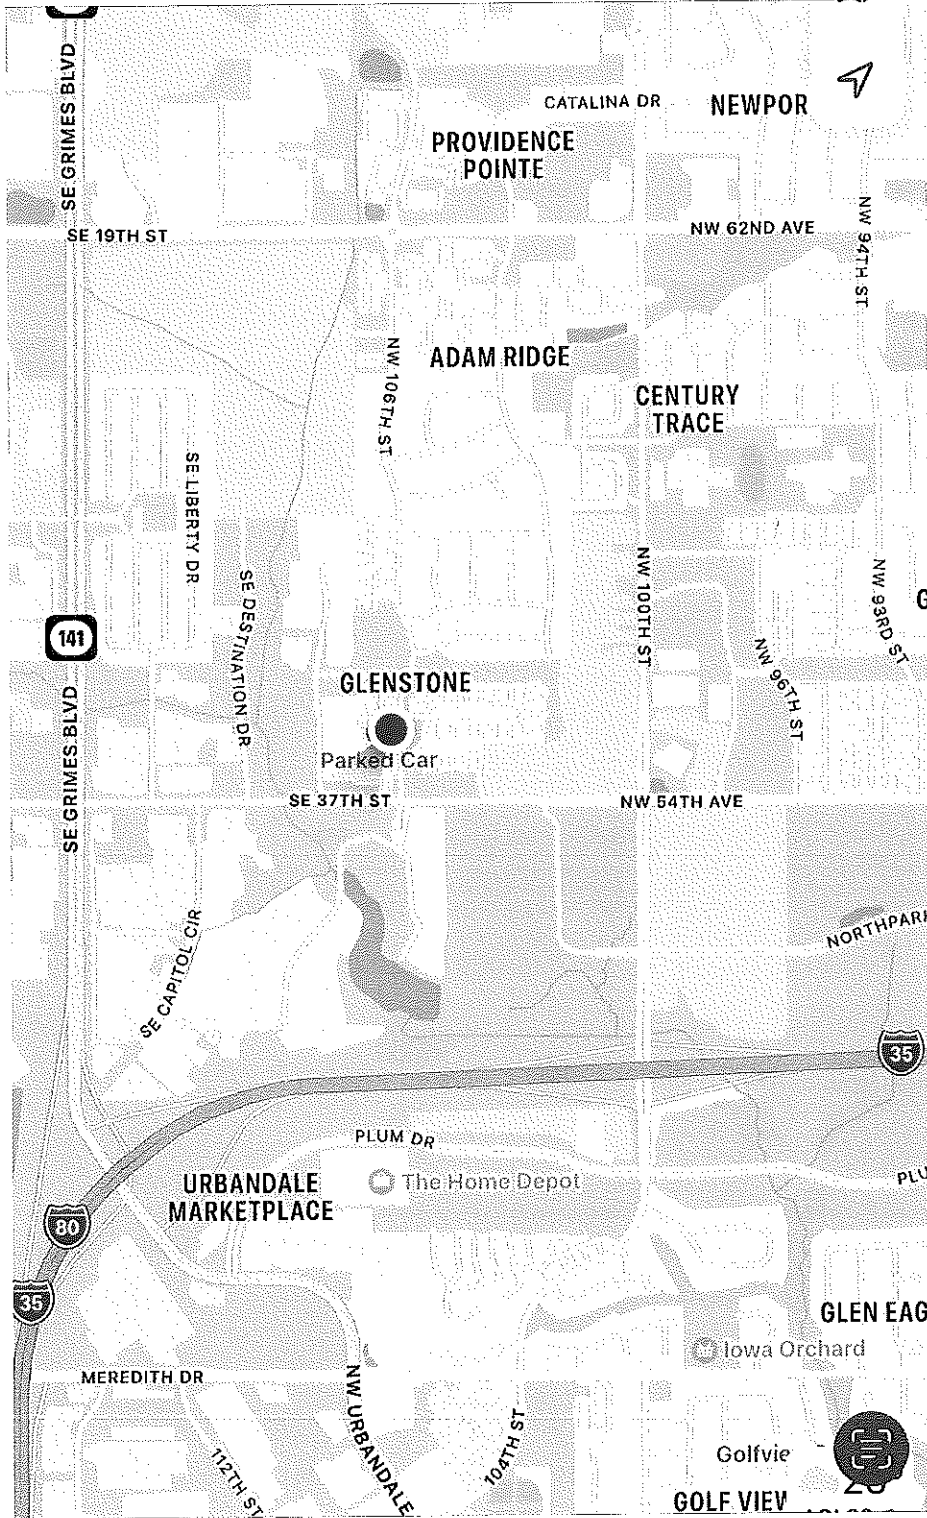 SE GRIMES BLVD
CATALINA DR
NEWPOR
PROVIDENCE
POINTE
SE 19TH ST
NW 62ND AVE
NW 94TH ST
NW 106TH ST
ADAM RIDGE
CENTURY
TRACE
SE LIBERTY DR
SE DESTINATION DR
NW 100TH ST
NW 93RD ST
G
141
NW 96TH ST
GLENSTONE
SE GRIMES BLVD
Parked Car
SE 37TH ST
NW 54TH AVE
SE CAPITOL CIR
NORTHPARK
35
PLUM DR
URBANDALE
MARKETPLACE
The Home Depot
PLU
80
35
GLEN EAG
Iowa Orchard
MEREDITH DR
NW URBANDALE
112TH ST
104TH ST
Golfvie
GOLF VIEW